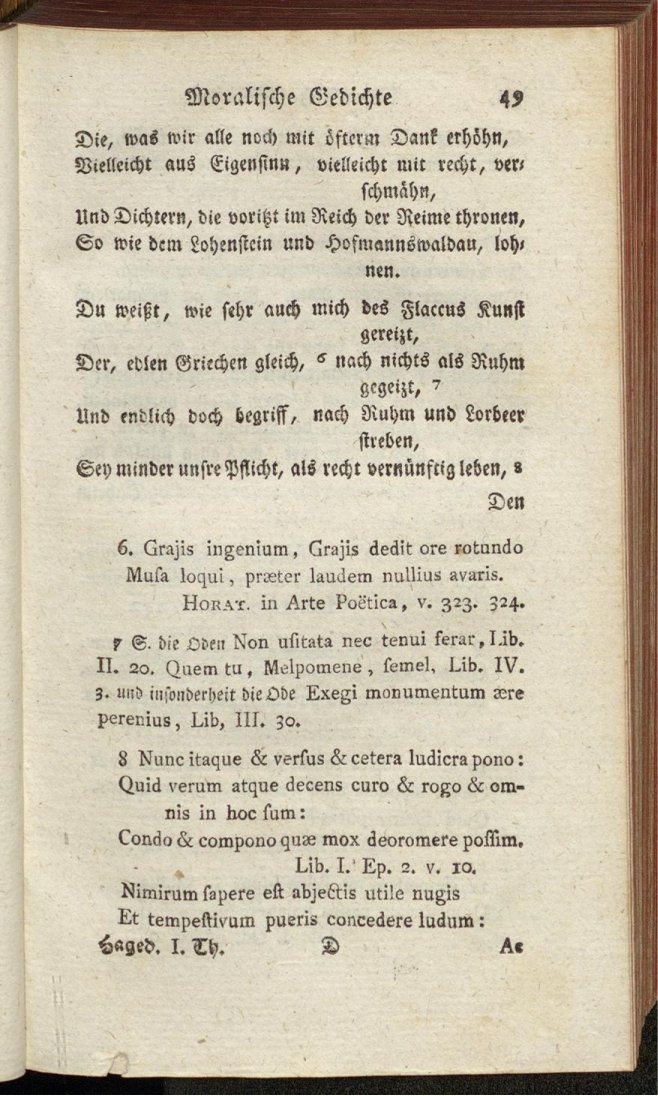 Moralische Gedichte 49
Die, was wir alle noch mit öfterm Dank erhöhn,
Vielleicht aus Eigensinn, vielleicht mit recht, ver-
schmähn,
Und Dichtern, die voritzt im Reich der Reime thronen,
So wie dem Lohenstein und Hofmannswaldau, loh-
nen.
Du weißt, wie sehr auch mich des Flaccus Kunst
gereizt,
Der, edlen Griechen gleich, 6 nach nichts als Ruhm
gegeizt, 7
Und endlich doch begriff, nach Ruhm und Lorbeer
streben,
Sey minder unsre Pflicht, als recht vernünftig leben, 8
Den
6. Grajis ingenium, Grajis dedit ore rotundo
Muſa loqui, præter laudem nullius avaris.
HORAT. in Arte Poëtica, v. 323. 324.
7 S. die Oden Non uſitata nec tenui ferar, Lib.
II. 20. Quem tu, Melpomene, ſemel, Lib. IV.
3. und insonderheit die Ode Exegi monumentum ære
perenius, Lib, III. 30.
8 Nunc itaque & verſus & cetera ludicra pono:
Quid verum atque decens curo & rogo & om-
nis in hoc ſum:
Condo & compono quæ mox deoromere poſſim.
Lib. I. Ep. 2. v. 10.
Nimirum ſapere eſt abjectis utile nugis
Et tempeſtivum pueris concedere ludum:
Haged. I. Th. D Ac